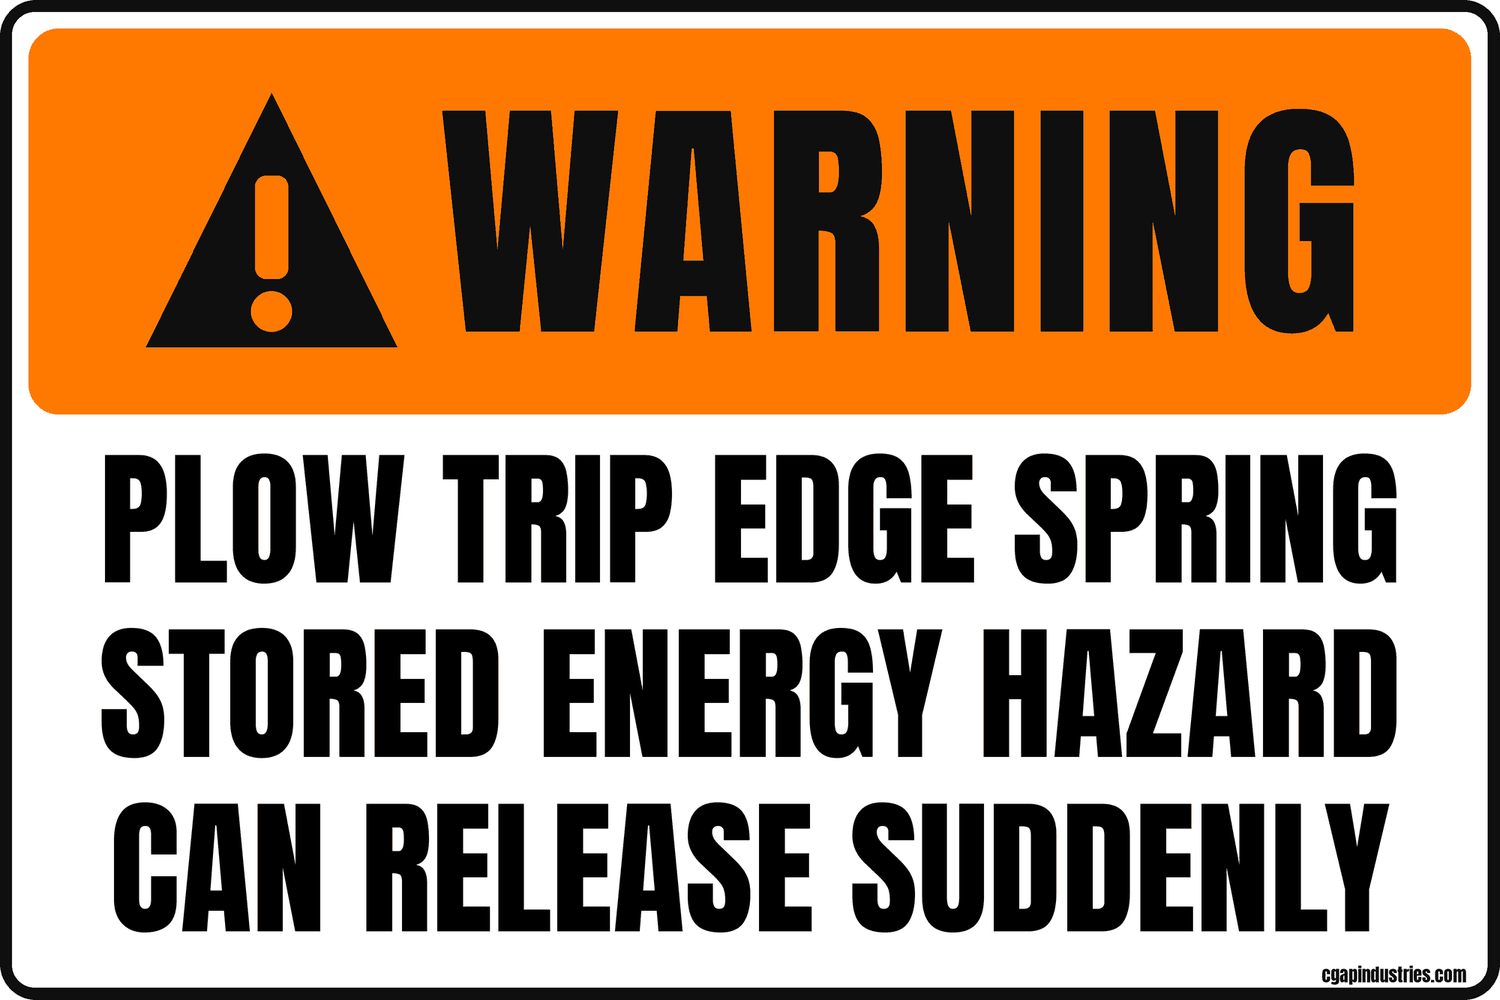 WARNING
PLOW TRIP EDGE SPRING
STORED ENERGY HAZARD
CAN RELEASE SUDDENLY
cgapindustries.com